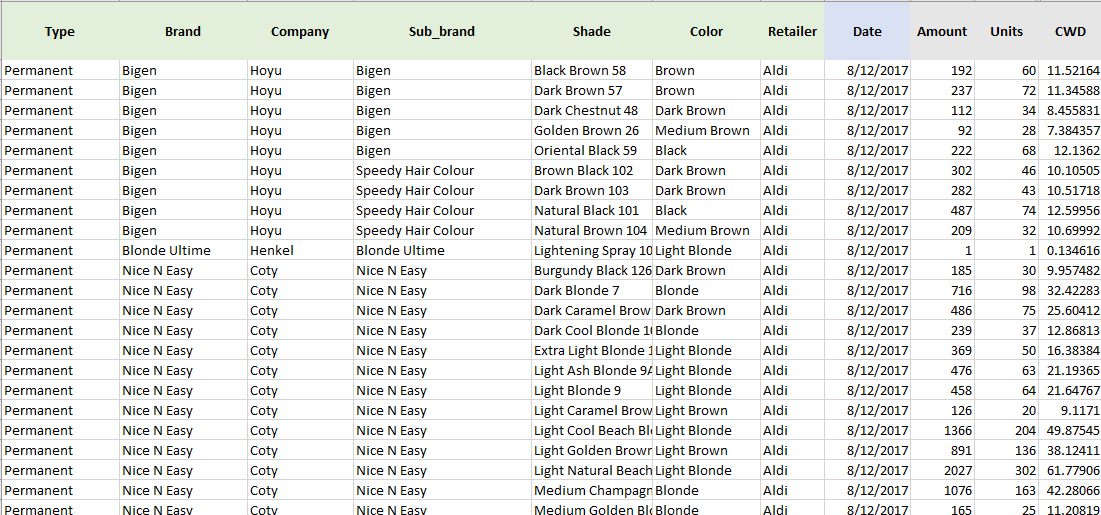 Type Brand Company Sub_brand Shade Color Retailer Date Amount Units CWD
Permanent Bigen Hoyu Bigen Black Brown 58 Brown Aldi 8/12/2017 192 60 11.52164
Permanent Bigen Hoyu Bigen Dark Brown 57 Brown Aldi 8/12/2017 237 72 11.34588
Permanent Bigen Hoyu Bigen Dark Chestnut 48 Dark Brown Aldi 8/12/2017 112 34 8.455831
Permanent Bigen Hoyu Bigen Golden Brown 26 Medium Brown Aldi 8/12/2017 92 28 7.384357
Permanent Bigen Hoyu Bigen Oriental Black 59 Black Aldi 8/12/2017 222 68 12.1362
Permanent Bigen Hoyu Speedy Hair Colour Brown Black 102 Dark Brown Aldi 8/12/2017 302 46 10.10505
Permanent Bigen Hoyu Speedy Hair Colour Dark Brown 103 Dark Brown Aldi 8/12/2017 282 43 10.51718
Permanent Bigen Hoyu Speedy Hair Colour Natural Black 101 Black Aldi 8/12/2017 487 74 12.59956
Permanent Bigen Hoyu Speedy Hair Colour Natural Brown 104 Medium Brown Aldi 8/12/2017 209 32 10.69992
Permanent Blonde Ultime Henkel Blonde Ultime Lightening Spray 10 Light Blonde Aldi 8/12/2017 1 1 0.134616
Permanent Nice N Easy Coty Nice N Easy Burgundy Black 126 Dark Brown Aldi 8/12/2017 185 30 9.957482
Permanent Nice N Easy Coty Nice N Easy Dark Blonde 7 Blonde Aldi 8/12/2017 716 98 32.42283
Permanent Nice N Easy Coty Nice N Easy Dark Caramel Brow Dark Brown Aldi 8/12/2017 486 75 25.60412
Permanent Nice N Easy Coty Nice N Easy Dark Cool Blonde 1 Blonde Aldi 8/12/2017 239 37 12.86813
Permanent Nice N Easy Coty Nice N Easy Extra Light Blonde 1 Light Blonde Aldi 8/12/2017 369 50 16.38384
Permanent Nice N Easy Coty Nice N Easy Light Ash Blonde 9A Light Blonde Aldi 8/12/2017 476 63 21.19365
Permanent Nice N Easy Coty Nice N Easy Light Blonde 9 Light Blonde Aldi 8/12/2017 458 64 21.64767
Permanent Nice N Easy Coty Nice N Easy Light Caramel Brow Light Brown Aldi 8/12/2017 126 20 9.1171
Permanent Nice N Easy Coty Nice N Easy Light Cool Beach Bl Light Blonde Aldi 8/12/2017 1366 204 49.87545
Permanent Nice N Easy Coty Nice N Easy Light Golden Brown Light Brown Aldi 8/12/2017 891 136 38.12411
Permanent Nice N Easy Coty Nice N Easy Light Natural Beach Light Blonde Aldi 8/12/2017 2027 302 61.77906
Permanent Nice N Easy Coty Nice N Easy Medium Champagn Blonde Aldi 8/12/2017 1076 163 42.28066
Permanent Nice N Easy Coty Nice N Easy Medium Golden Bl Blonde Aldi 8/12/2017 165 25 11.20819